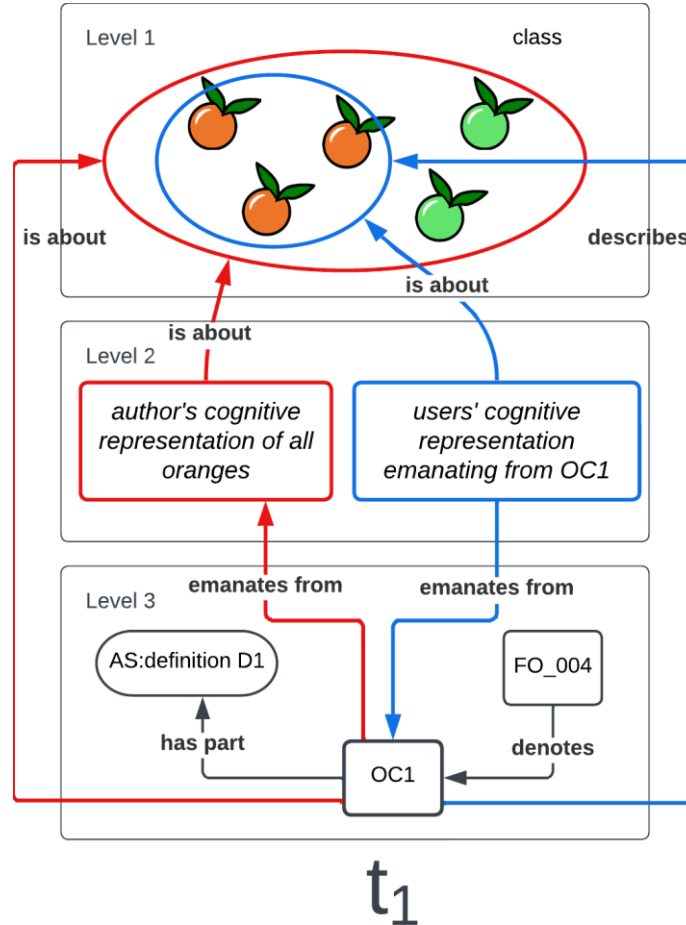 Level 1
class
is about
describes
is about
is about
Level 2
author's cognitive
representation of all
oranges
users' cognitive
representation
emanating from OC1
emanates from
emanates from
Level 3
AS:definition D1
FO_004
has part
denotes
OC1
t1